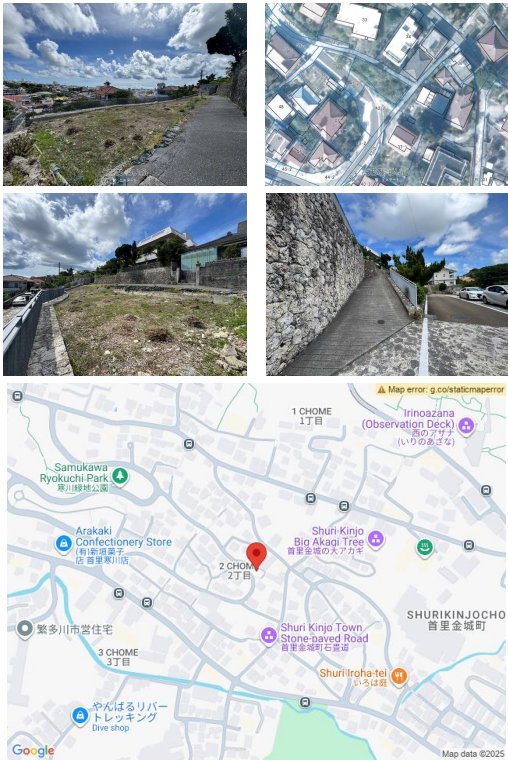 ⚠ Map error: g.co/staticmaperror
1 CHOME
1丁目
Irinoazana
(Observation Deck)
西のアザナ
(いりのあざな)
Samukawa
Ryokuchi Park
寒川緑地公園
Arakaki
Confectionery Store
(有)新垣菓子
店 首里寒川店
Shuri Kinjo
Big Akagi Tree
首里金城の大アカギ
2 CHOM
2丁目
SHURIKINJOCHO
首里金城町
繁多川市営住宅
Shuri Kinjo Town
Stone-paved Road
首里金城町石畳道
3 CHOME
3丁目
Shuri Iroha-tei
いろは庭
やんばるリバー
トレッキング
Dive shop
Google
Map data ©2025